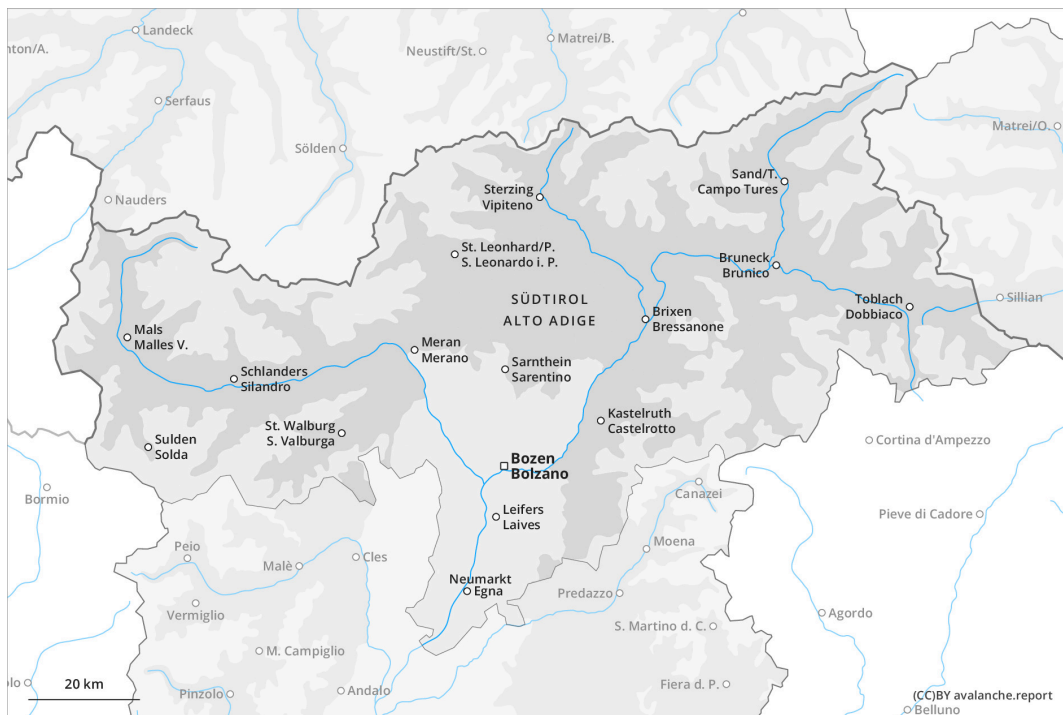 Landeck
nton/A.
Neustift/St.
Matrei/B.
Serfaus
Sölden
Matrei/O.
Nauders
Sand/T.
Campo Tures
Sterzing
Vipiteno
St. Leonhard/P.
S. Leonardo i. P.
Bruneck
Brunico
SÜDTIROL
ALTO ADIGE
Brixen
Bressanone
Toblach
Dobbiaco
Sillian
Mals
Malles V.
Meran
Merano
Sarnthein
Sarentino
Schlanders
Silandro
Kastelruth
Castelrotto
St. Walburg
S. Valburga
Sulden
Solda
Cortina d'Ampezzo
Bozen
Bolzano
Bormio
Canazei
Leifers
Laives
Pieve di Cadore
Peio
Malè
Cles
Moena
Neumarkt
Egna
Predazzo
Vermiglio
Agordo
S. Martino d. C.
M. Campiglio
olo
20 km
Pinzolo
Andalo
Fiera d. P.
(CC)BY avalanche.report
Belluno